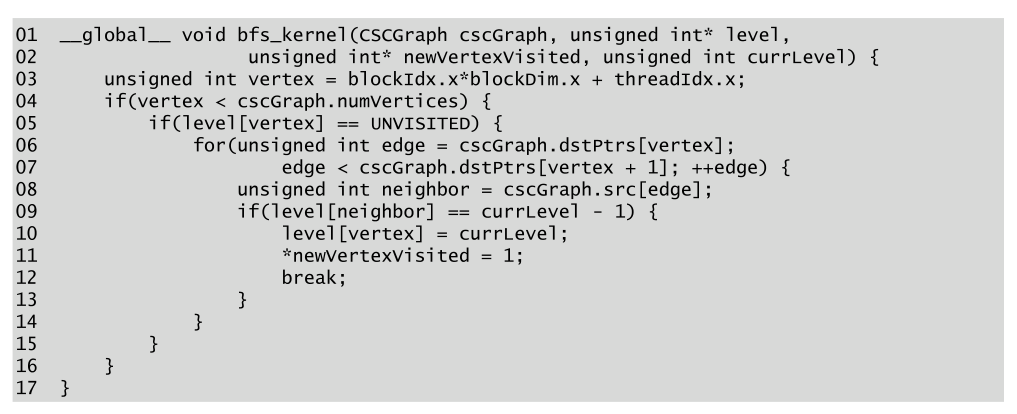 01  __global__ void bfs_kernel(CSCGraph cscGraph, unsigned int* level,
02                   unsigned int* newVertexVisited, unsigned int currLevel) {
03      unsigned int vertex = blockIdx.x*blockDim.x + threadIdx.x;
04      if(vertex < cscGraph.numVertices) {
05          if(level[vertex] == UNVISITED) {
06              for(unsigned int edge = cscGraph.dstPtrs[vertex];
07                      edge < cscGraph.dstPtrs[vertex + 1]; ++edge) {
08                  unsigned int neighbor = cscGraph.src[edge];
09                  if(level[neighbor] == currLevel - 1) {
10                      level[vertex] = currLevel;
11                      *newVertexVisited = 1;
12                      break;
13                  }
14              }
15          }
16      }
17  }